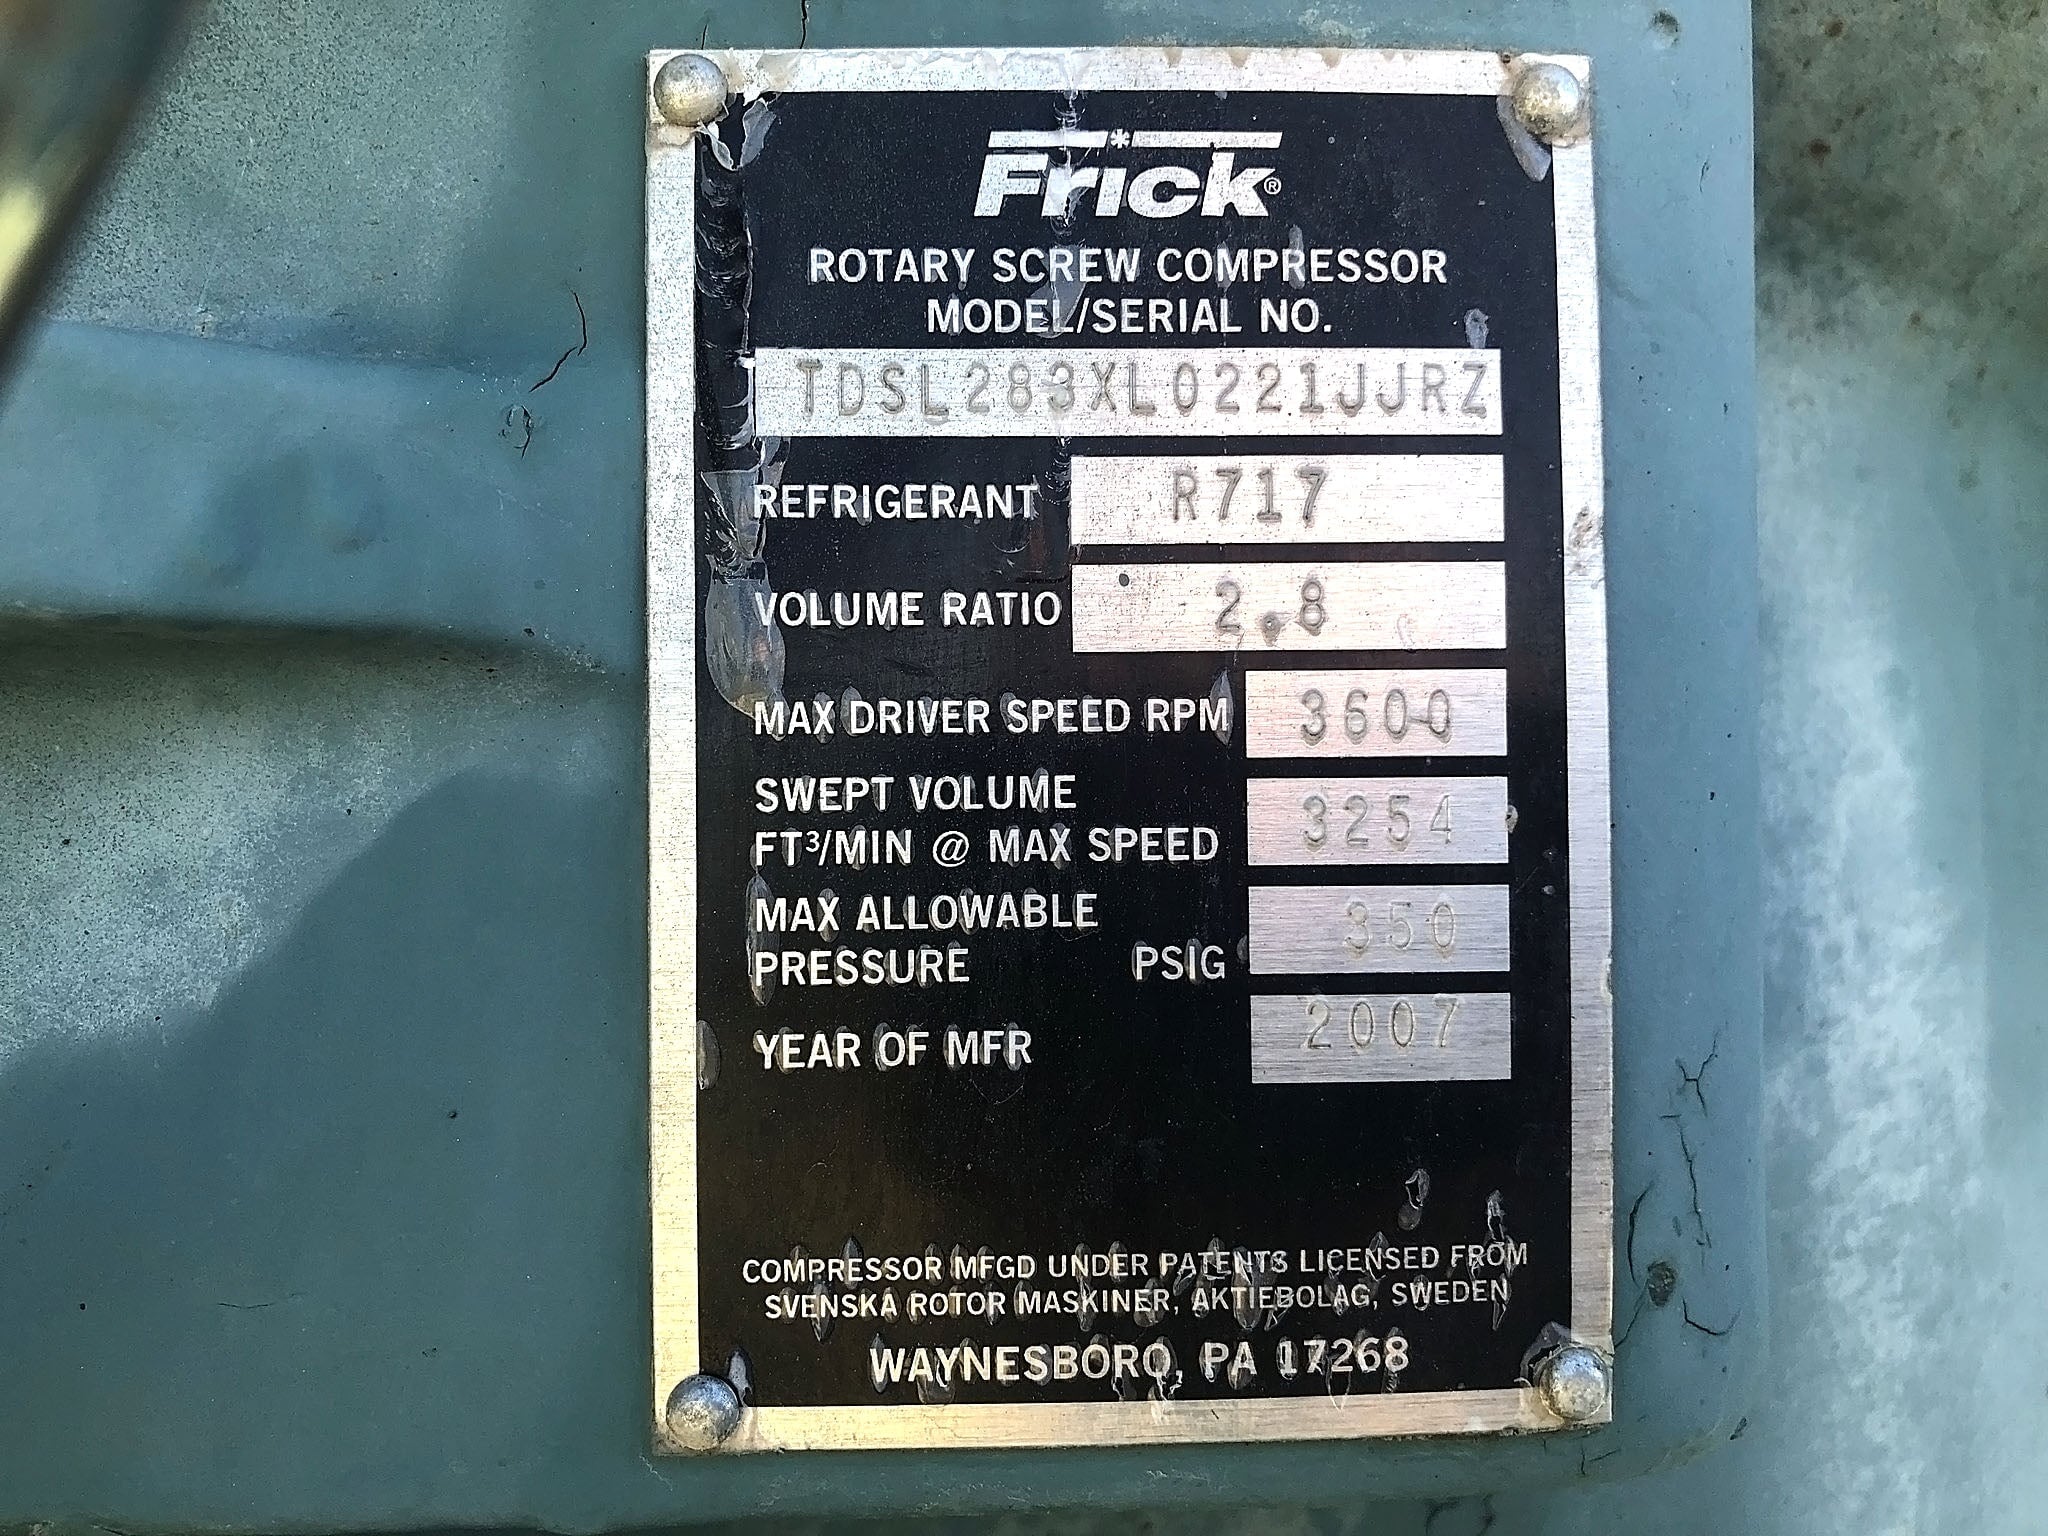 Frick®
ROTARY SCREW COMPRESSOR
MODEL/SERIAL NO.
TDSL283XL0221JJRZ
REFRIGERANT R717
VOLUME RATIO 2.8
MAX DRIVER SPEED RPM 3600
SWEPT VOLUME
FT³/MIN @ MAX SPEED 3254
MAX ALLOWABLE
PRESSURE PSIG 350
YEAR OF MFR 2007
COMPRESSOR MFGD UNDER PATENTS LICENSED FROM
SVENSKA ROTOR MASKINER, AKTIEBOLAG, SWEDEN
WAYNESBORO, PA 17268